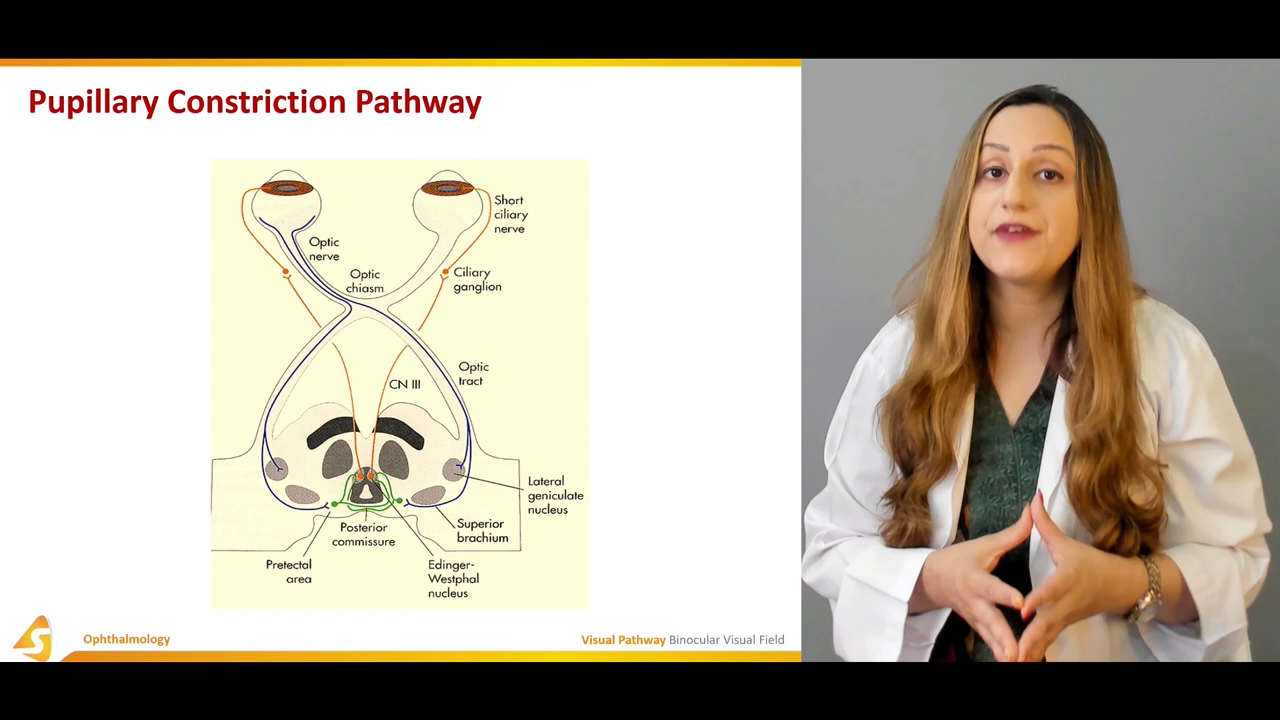 Pupillary Constriction Pathway
Short
ciliary
nerve
Optic
nerve
Optic
chiasm
Ciliary
ganglion
Optic
tract
CN III
Lateral
geniculate
nucleus
Posterior
commissure
Superior
brachium
Pretectal
area
Edinger-
Westphal
nucleus
S
Ophthalmology
Visual Pathway Binocular Visual Field